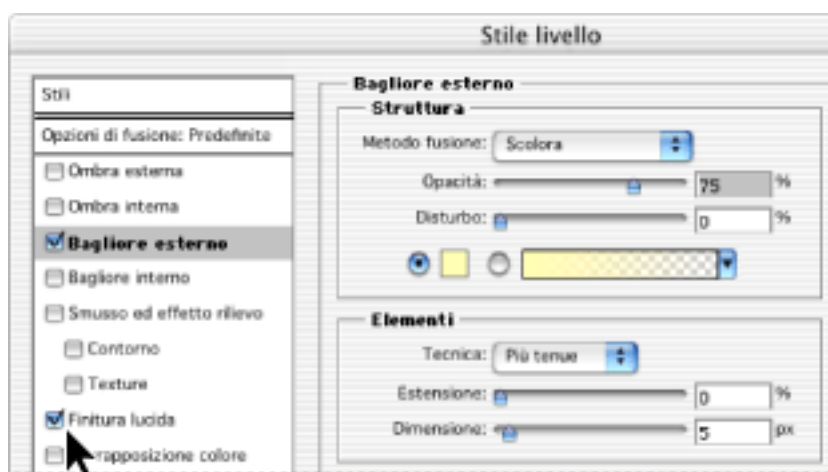 Stile livello
Stili
Opzioni di fusione: Predefinite
Ombra esterna
Ombra interna
Bagliore esterno
Bagliore interno
Smusso ed effetto rilievo
Contorno
Texture
Finitura lucida
rapposizione colore
Bagliore esterno
Struttura
Metodo fusione: Scolora
Opacità: 75 %
Disturbo: 0 %
Elementi
Tecnica: Più tenue
Estensione: 0 %
Dimensione: 5 px